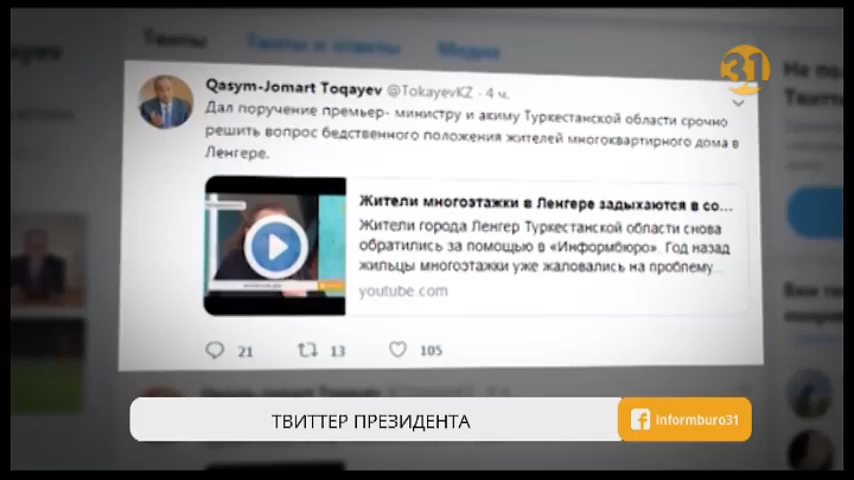 Твиты
Твиты и ответы
Медиа
31
Qasym-Jomart Toqayev @TokayevKZ - 4 ч.
Дал поручение премьер- министру и акиму Туркестанской области срочно
решить вопрос бедственного положения жителей многоквартирного дома в
Ленгере.
Жители многоэтажки в Ленгере задыхаются в со...
Жители города Ленгер Туркестанской области снова
обратились за помощью в «Информбюро». Год назад
жильцы многоэтажки уже жаловались на проблему...
youtube.com
21
13
105
ТВИТТЕР ПРЕЗИДЕНТА
informburo31